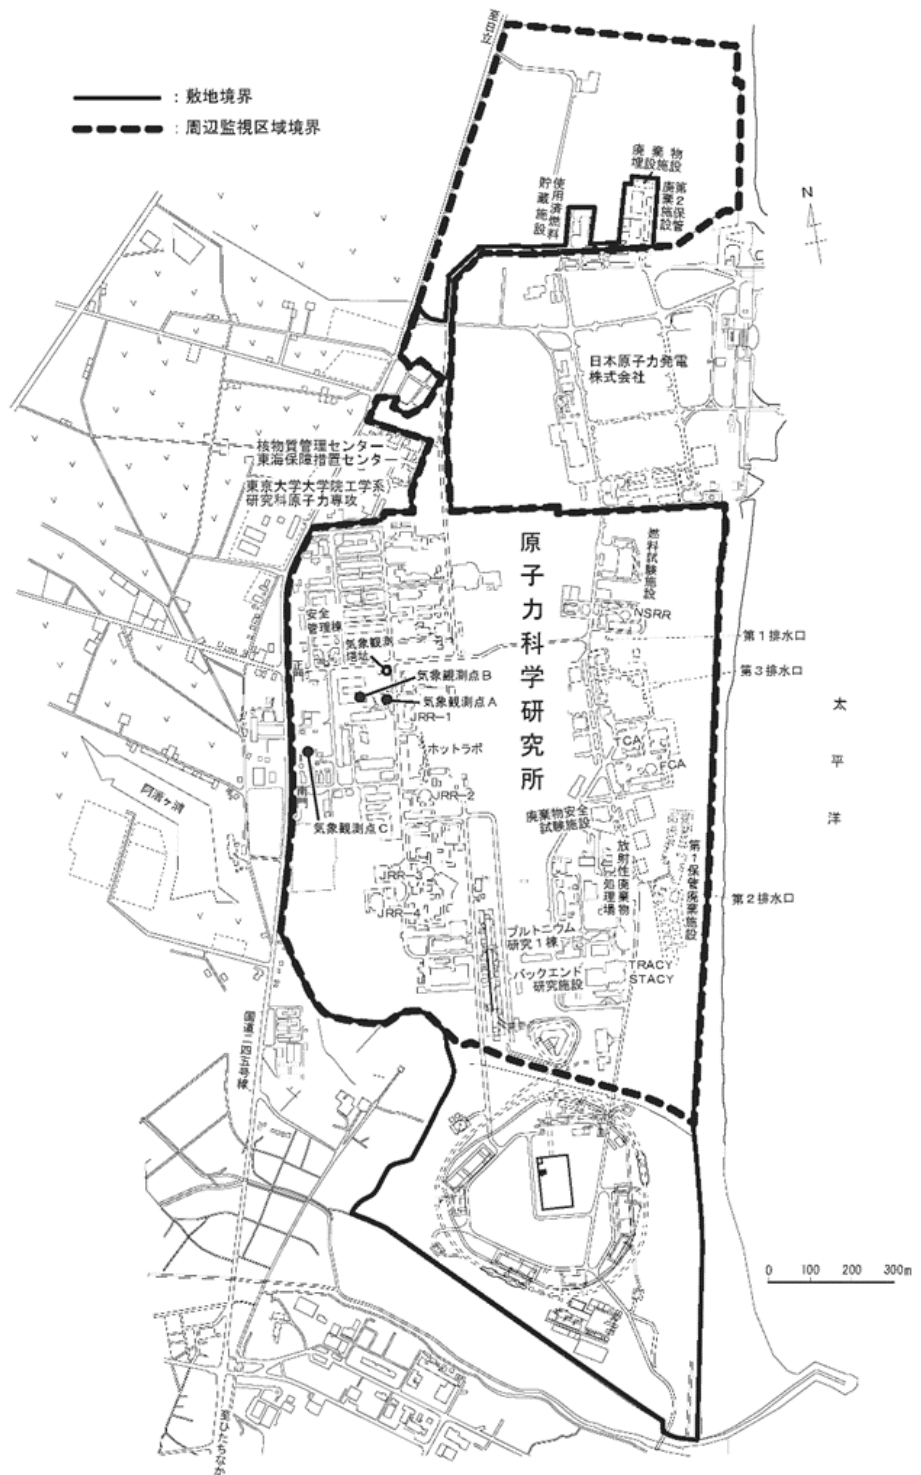 至日立
：敷地境界
：周辺監視区域境界
廃棄物
埋設施設
第2保管
廃棄施設
使用済燃料
貯蔵施設
N
日本原子力発電
株式会社
核物質管理センター
東海保障措置センター
東京大学大学院工学系
研究科原子力専攻
原子力科学研究所
燃料試験施設
NSRR
安全
管理棟
正門
気象観測
塔址
気象観測点B
気象観測点A
JRR-1
第1排水口
第3排水口
太平洋
TCA
FCA
ホットラボ
JRR-2
南門
阿漕ヶ浦
気象観測点C
廃棄物安全
試験施設
放射性廃棄物
処理場
第1保管廃棄施設
JRR-3
JRR-4
第2排水口
プルトニウム
研究1棟
バックエンド
研究施設
TRACY
STACY
国道二四五号線
0 100 200 300m
至ひたちなか